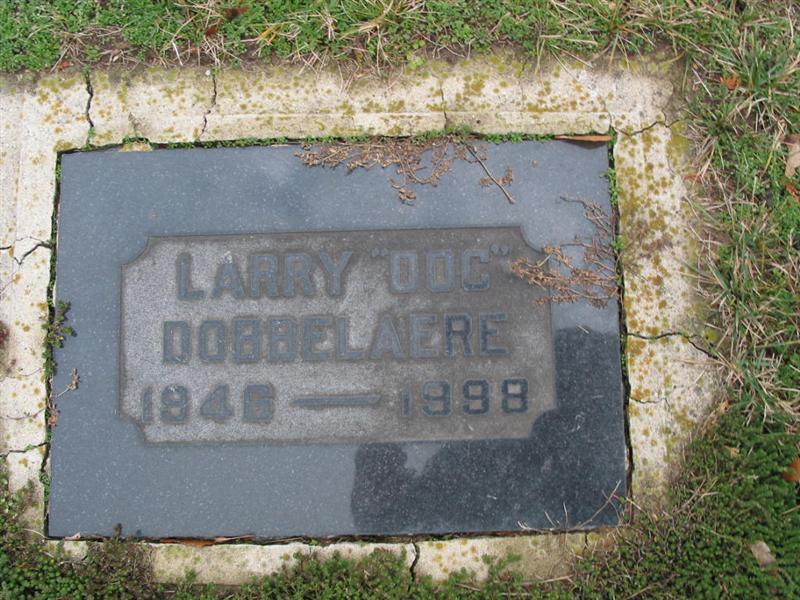 LARRY "DOC"
DOBBELAERE
1946 — 1998